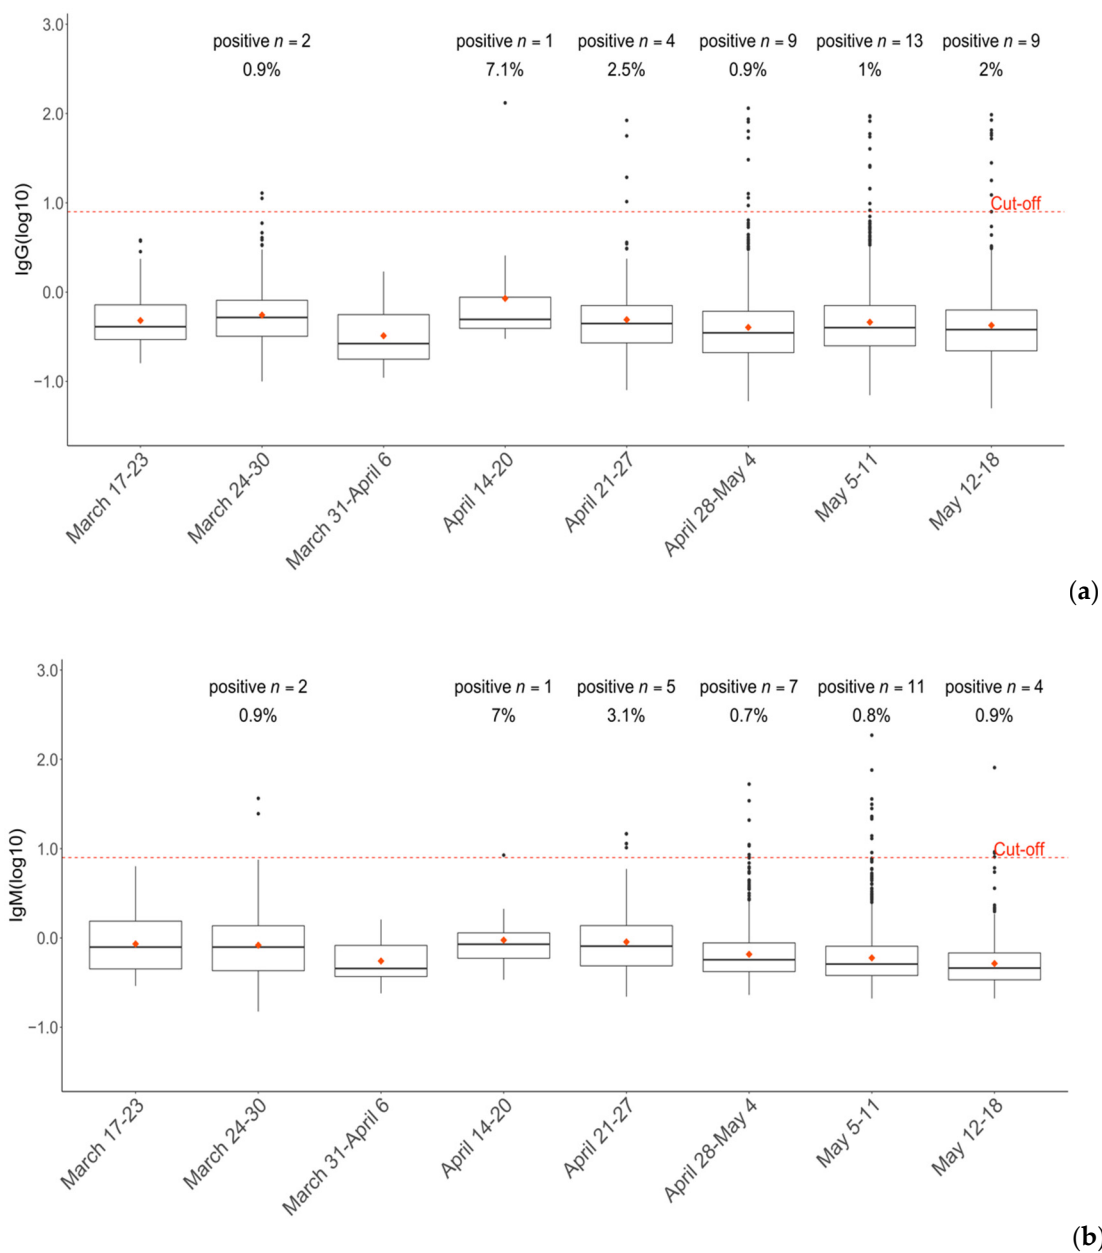 3.0
positive n = 2 positive n = 1 positive n = 4 positive n = 9 positive n = 13 positive n = 9
0.9% 7.1% 2.5% 0.9% 1% 2%
2.0
1.0
Cut-off
IgG(log10)
0.0
−1.0
March 17-23 March 24-30 March 31-April 6 April 14-20 April 21-27 April 28-May 4 May 5-11 May 12-18
(a)
3.0
positive n = 2 positive n = 1 positive n = 5 positive n = 7 positive n = 11 positive n = 4
0.9% 7% 3.1% 0.7% 0.8% 0.9%
2.0
1.0
Cut-off
IgM(log10)
0.0
−1.0
March 17-23 March 24-30 March 31-April 6 April 14-20 April 21-27 April 28-May 4 May 5-11 May 12-18
(b)